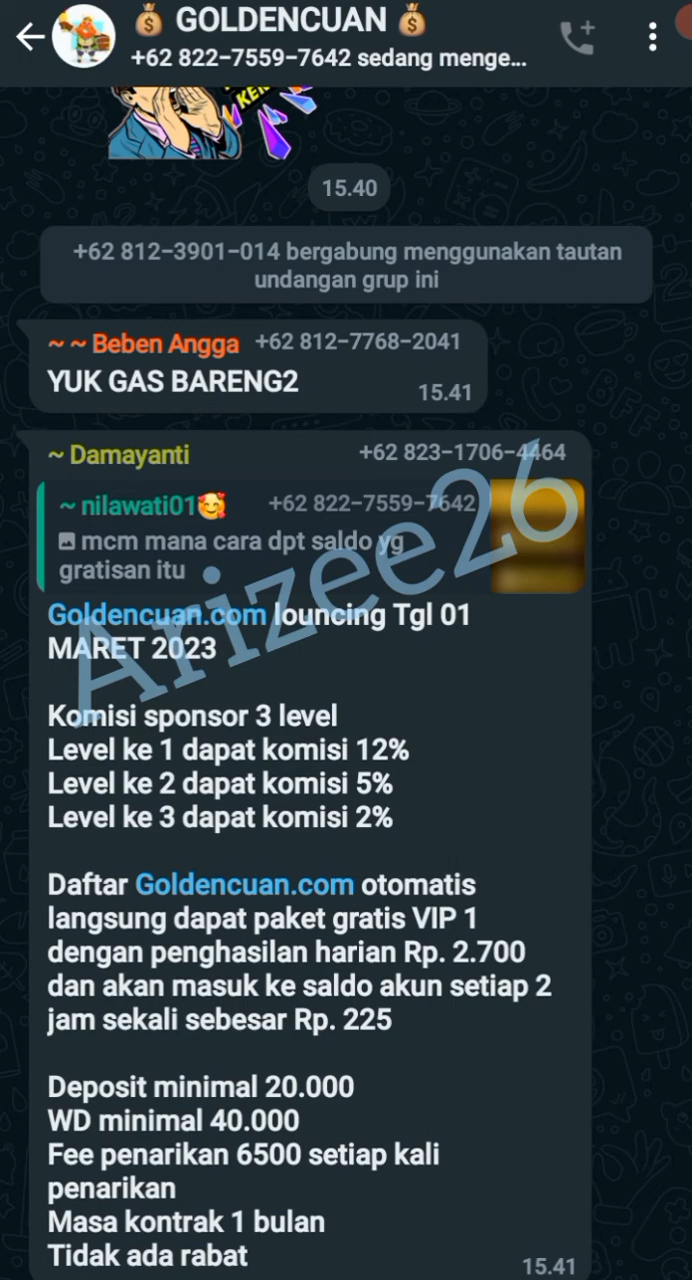 GOLDENCUAN
+62 822-7559-7642 sedang menge...
15.40
+62 812-3901-014 bergabung menggunakan tautan
undangan grup ini
~ ~ Beben Angga +62 812-7768-2041
YUK GAS BARENG2
15.41
~ Damayanti +62 823-1706-4464
~ nilawati01🥰 +62 822-7559-7642
mcm mana cara dpt saldo yg
gratisan itu
Arizee26
Goldencuan.com louncing Tgl 01
MARET 2023
Komisi sponsor 3 level
Level ke 1 dapat komisi 12%
Level ke 2 dapat komisi 5%
Level ke 3 dapat komisi 2%
Daftar Goldencuan.com otomatis
langsung dapat paket gratis VIP 1
dengan penghasilan harian Rp. 2.700
dan akan masuk ke saldo akun setiap 2
jam sekali sebesar Rp. 225
Deposit minimal 20.000
WD minimal 40.000
Fee penarikan 6500 setiap kali
penarikan
Masa kontrak 1 bulan
Tidak ada rabat
15.41